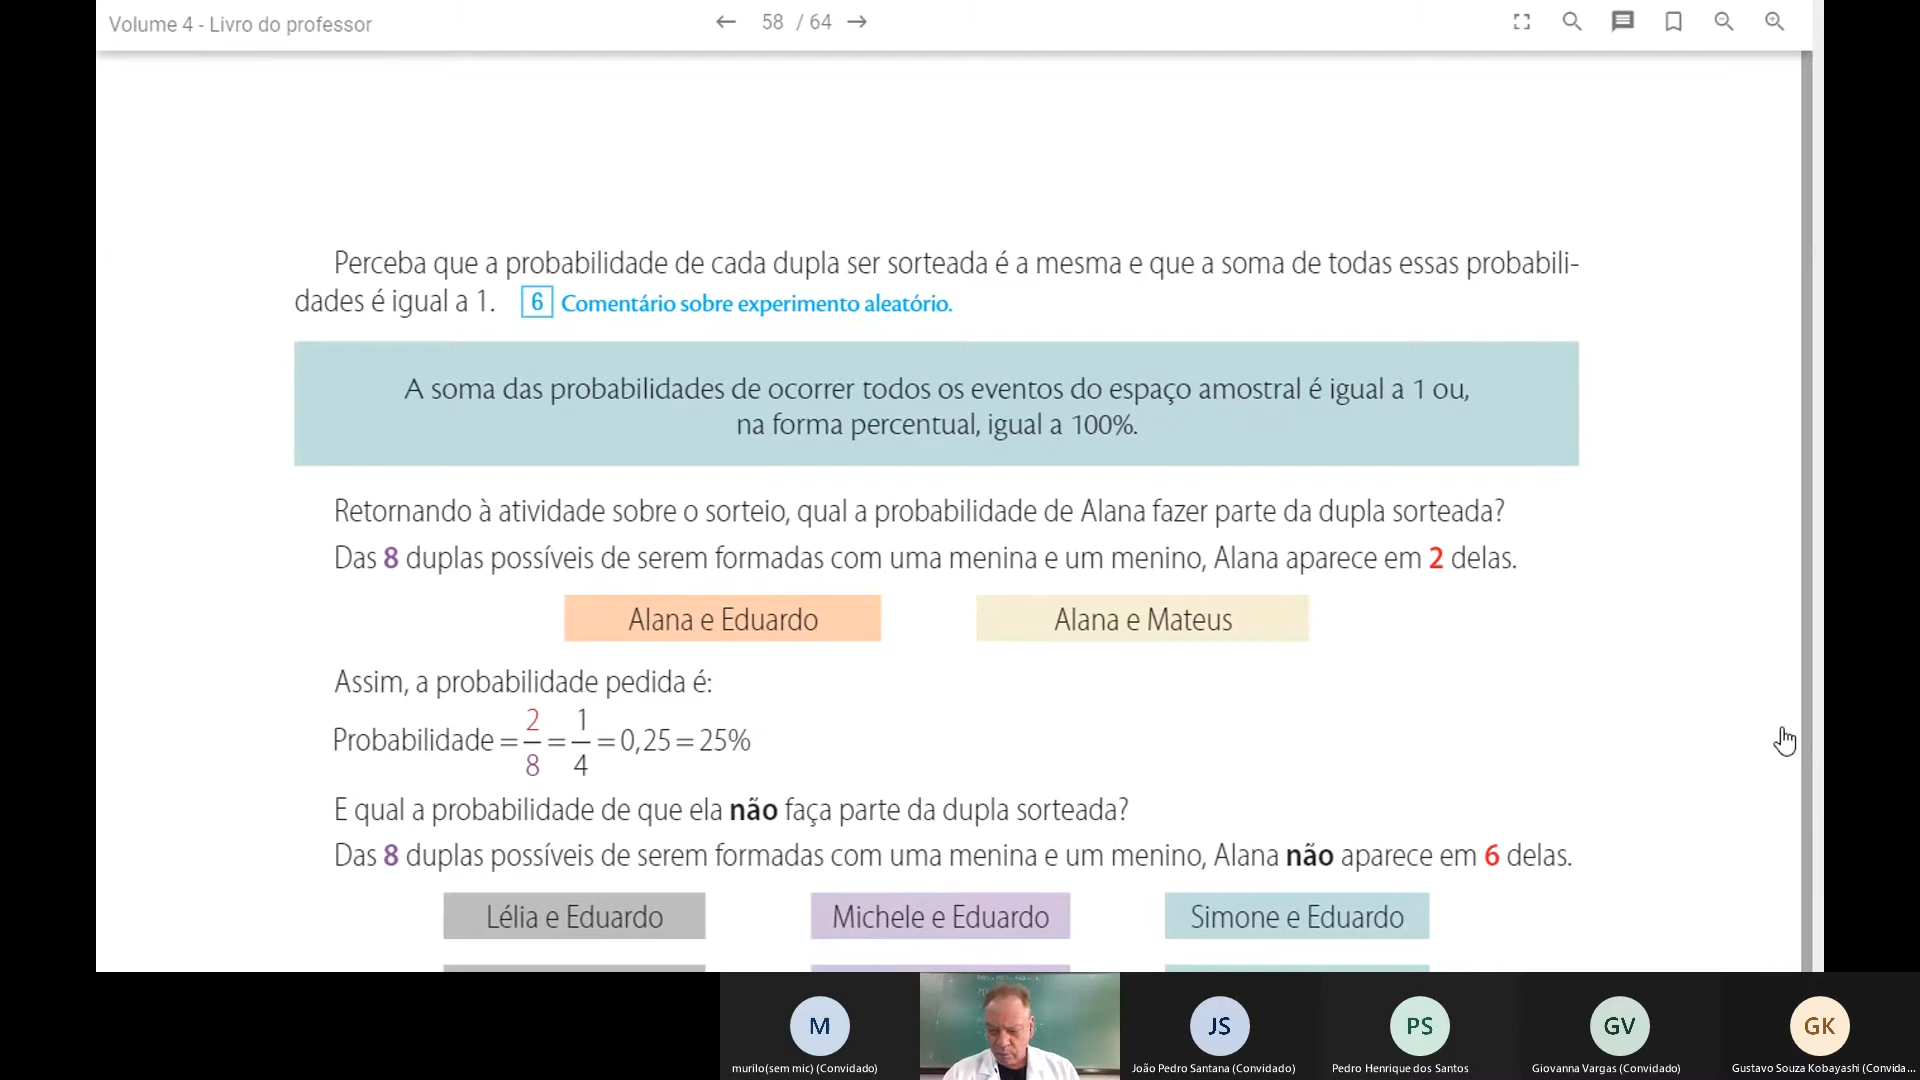 Volume 4 - Livro do professor
58 / 64
Perceba que a probabilidade de cada dupla ser sorteada é a mesma e que a soma de todas essas probabili-
dades é igual a 1. 6 Comentário sobre experimento aleatório.
A soma das probabilidades de ocorrer todos os eventos do espaço amostral é igual a 1 ou,
na forma percentual, igual a 100%.
Retornando à atividade sobre o sorteio, qual a probabilidade de Alana fazer parte da dupla sorteada?
Das 8 duplas possíveis de serem formadas com uma menina e um menino, Alana aparece em 2 delas.
Alana e Eduardo
Alana e Mateus
Assim, a probabilidade pedida é:
Probabilidade = 2/8 = 1/4 = 0,25 = 25%
E qual a probabilidade de que ela não faça parte da dupla sorteada?
Das 8 duplas possíveis de serem formadas com uma menina e um menino, Alana não aparece em 6 delas.
Lélia e Eduardo
Michele e Eduardo
Simone e Eduardo
M
JS
PS
GV
GK
murilo(sem mic) (Convidado)
João Pedro Santana (Convidado)
Pedro Henrique dos Santos
Giovanna Vargas (Convidado)
Gustavo Souza Kobayashi (Convida...